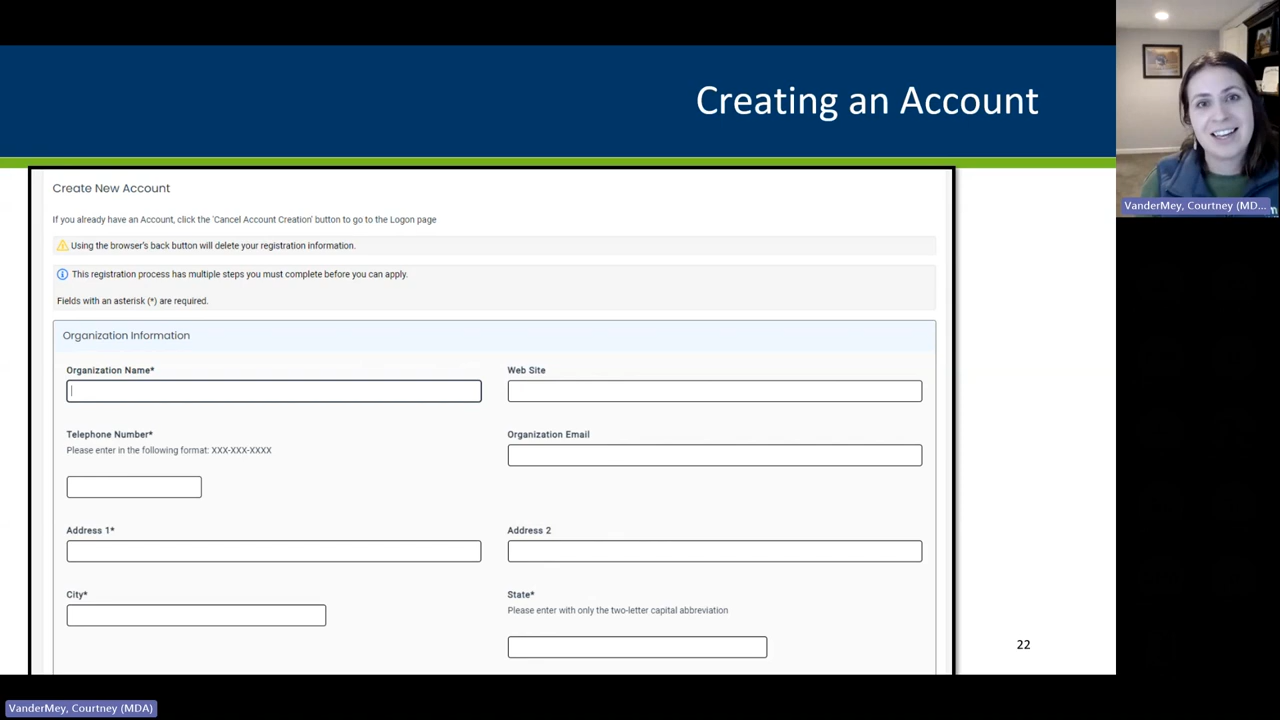 Creating an Account
Create New Account
If you already have an Account, click the 'Cancel Account Creation' button to go to the Logon page
Using the browser's back button will delete your registration information.
This registration process has multiple steps you must complete before you can apply.
Fields with an asterisk (*) are required.
Organization Information
Organization Name*
Web Site
Telephone Number*
Please enter in the following format: XXX-XXX-XXXX
Organization Email
Address 1*
Address 2
City*
State*
Please enter with only the two-letter capital abbreviation
22
VanderMey, Courtney (MD...
VanderMey, Courtney (MDA)